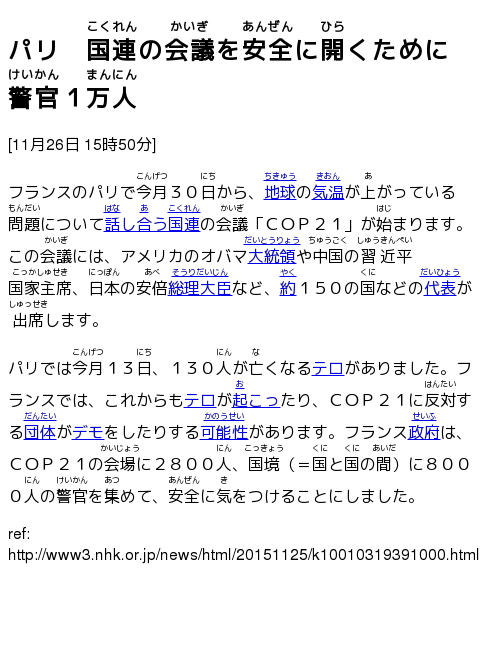 パリ　国連の会議を安全に開くために
警官１万人
[11月26日 15時50分]
フランスのパリで今月３０日から、地球の気温が上がっている
問題について話し合う国連の会議「ＣＯＰ２１」が始まります。
この会議には、アメリカのオバマ大統領や中国の習近平
国家主席、日本の安倍総理大臣など、約１５０の国などの代表が
出席します。
パリでは今月１３日、１３０人が亡くなるテロがありました。フ
ランスでは、これからもテロが起こったり、ＣＯＰ２１に反対す
る団体がデモをしたりする可能性があります。フランス政府は、
ＣＯＰ２１の会場に２８００人、国境（＝国と国の間）に８００
０人の警官を集めて、安全に気をつけることにしました。
ref:
http://www3.nhk.or.jp/news/html/20151125/k10010319391000.html